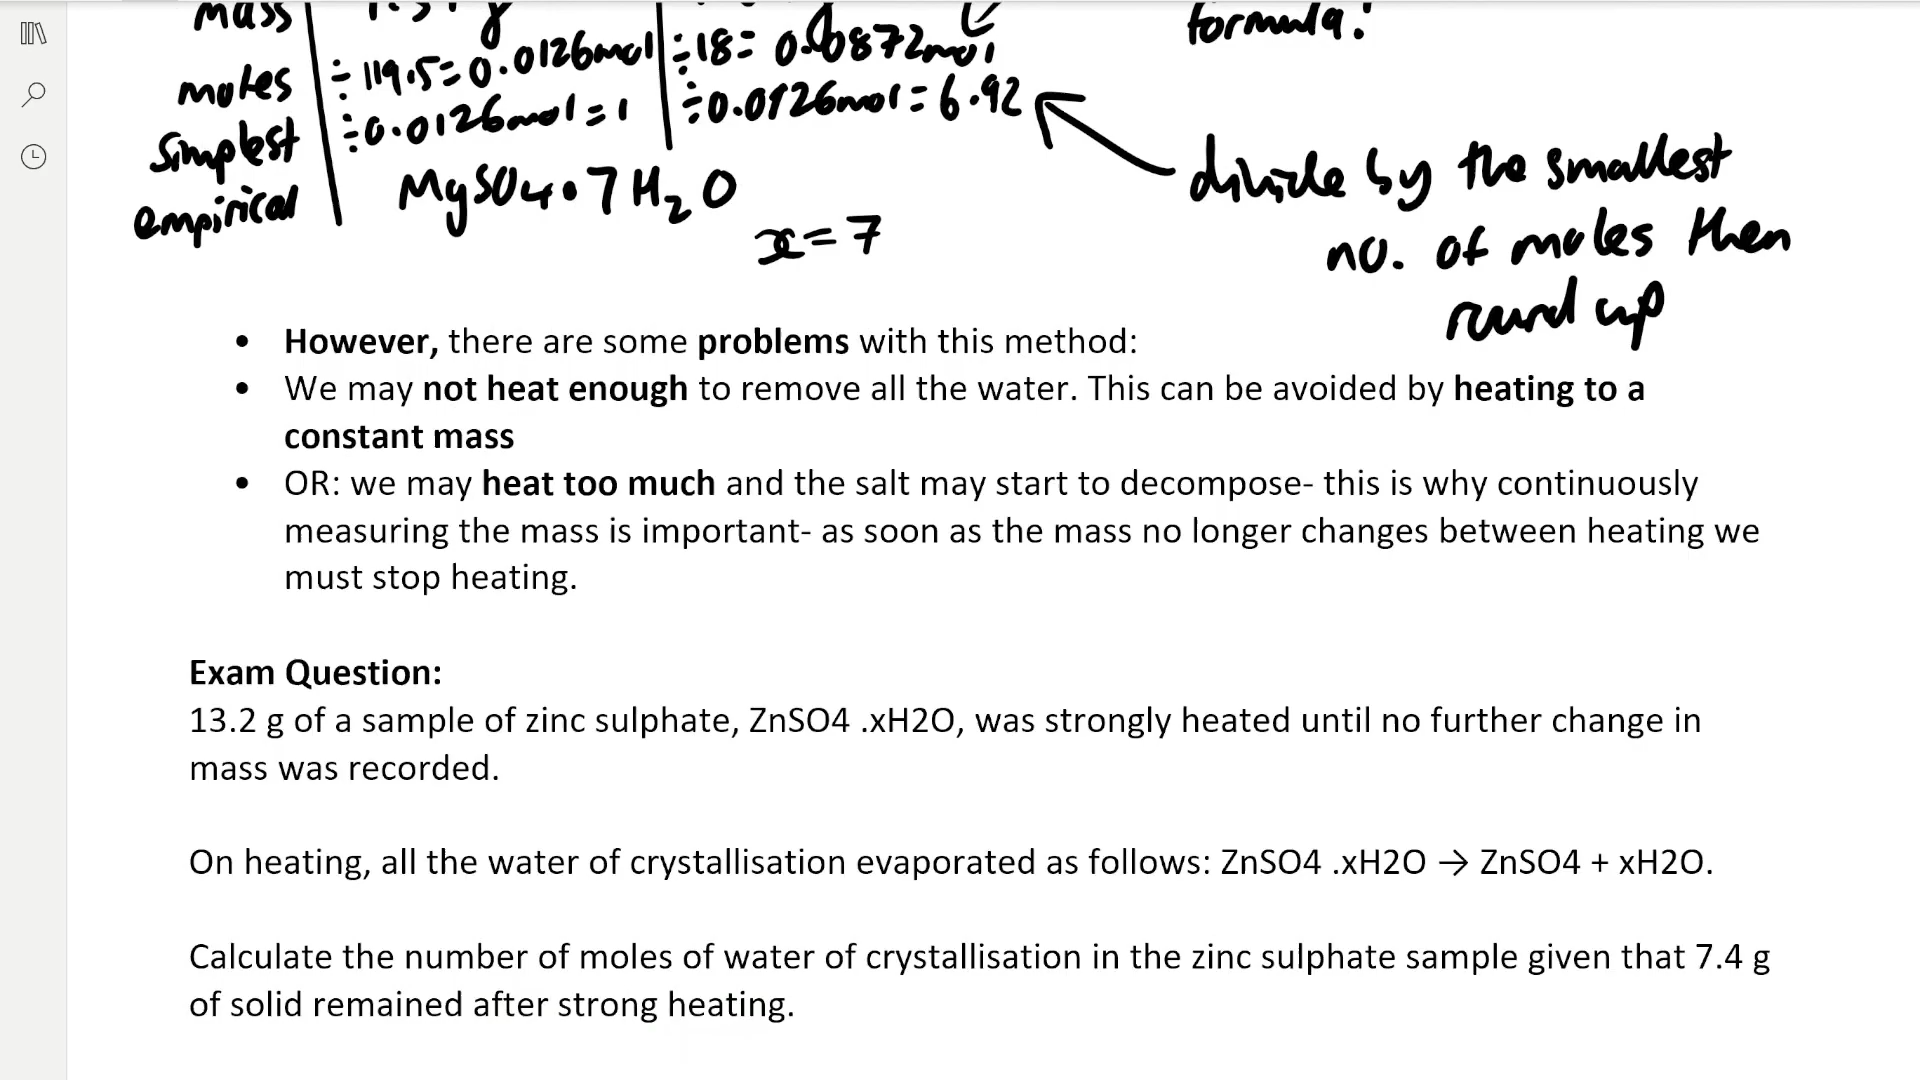 mass
formula!
moles ÷ 119.5 = 0.0126mol ÷ 18 = 0.0872mol
simplest ÷ 0.0126mol = 1 ÷ 0.0126mol = 6.92
empirical MgSO4•7H2O
x = 7
divide by the smallest
no. of moles then
round up
• However, there are some problems with this method:
• We may not heat enough to remove all the water. This can be avoided by heating to a
constant mass
• OR: we may heat too much and the salt may start to decompose- this is why continuously
measuring the mass is important- as soon as the mass no longer changes between heating we
must stop heating.
Exam Question:
13.2 g of a sample of zinc sulphate, ZnSO4 .xH2O, was strongly heated until no further change in
mass was recorded.
On heating, all the water of crystallisation evaporated as follows: ZnSO4 .xH2O → ZnSO4 + xH2O.
Calculate the number of moles of water of crystallisation in the zinc sulphate sample given that 7.4 g
of solid remained after strong heating.